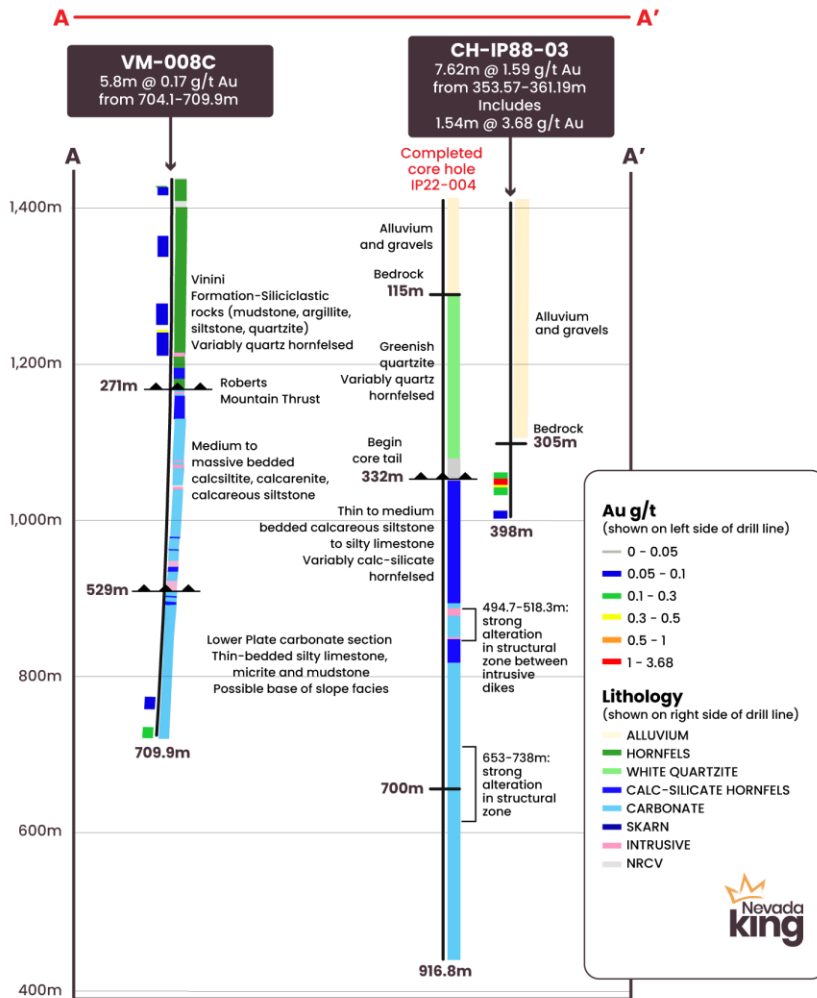 A
A'
VM-008C
5.8m @ 0.17 g/t Au
from 704.1-709.9m
CH-IP88-03
7.62m @ 1.59 g/t Au
from 353.57-361.19m
Includes
1.54m @ 3.68 g/t Au
A
Completed
core hole
IP22-004
A'
1,400m
1,200m
1,000m
800m
600m
400m
Vinini
Formation-Siliciclastic
rocks (mudstone, argillite,
siltstone, quartzite)
Variably quartz hornfelsed
271m
Roberts
Mountain Thrust
Medium to
massive bedded
calcsiltite, calcarenite,
calcareous siltstone
529m
Lower Plate carbonate section
Thin-bedded silty limestone,
micrite and mudstone
Possible base of slope facies
709.9m
Alluvium
and gravels
Bedrock
115m
Greenish
quartzite
Variably quartz
hornfelsed
Begin
core tail
332m
Thin to medium
bedded calcareous siltstone
to silty limestone
Variably calc-silicate
hornfelsed
494.7-518.3m:
strong
alteration
in structural
zone between
intrusive
dikes
653-738m:
strong
alteration
in structural
zone
700m
916.8m
Alluvium
and gravels
Bedrock
305m
398m
Au g/t
(shown on left side of drill line)
0 - 0.05
0.05 - 0.1
0.1 - 0.3
0.3 - 0.5
0.5 - 1
1 - 3.68
Lithology
(shown on right side of drill line)
ALLUVIUM
HORNFELS
WHITE QUARTZITE
CALC-SILICATE HORNFELS
CARBONATE
SKARN
INTRUSIVE
NRCV
Nevada
king